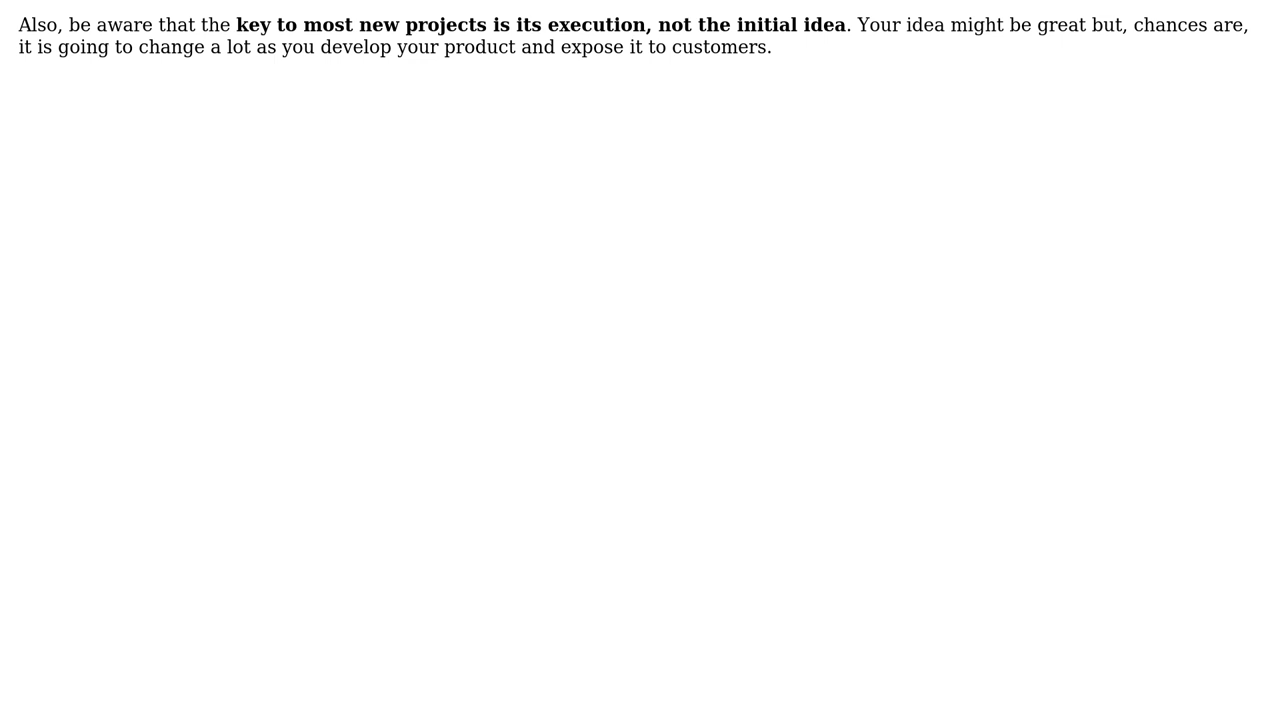 Also, be aware that the key to most new projects is its execution, not the initial idea. Your idea might be great but, chances are,
it is going to change a lot as you develop your product and expose it to customers.